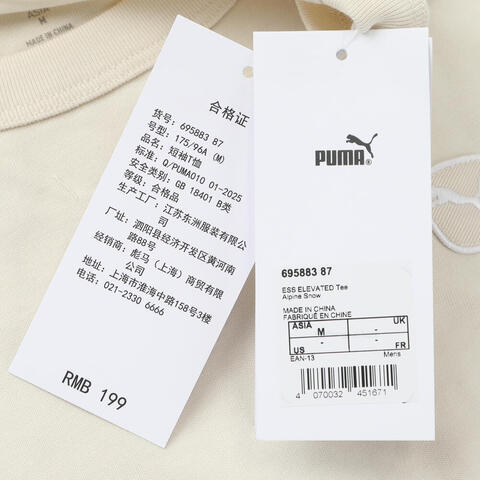 ASIA
M
MADE IN CHINA
合格证
货号: 695883 87
号型: 175/96A (M)
品名: 短袖T恤
标准: Q/PUMA010 01-2025
安全类别: GB 18401 B类
等级: 合格品
生产工厂: 江苏东洲服装有限公司
厂址: 泗阳县经济开发区黄河南
路88号
经销商: 彪马(上海)商贸有限
公司
地址: 上海市淮海中路158号3楼
电话: 021-2330 6666
RMB 199
PUMA®
695883 87
ESS ELEVATED Tee
Alpine Snow
MADE IN CHINA
FABRIQUÉ EN CHINE
ASIA M - UK
US - - FR
EAN-13 Mens
4 070032 451671